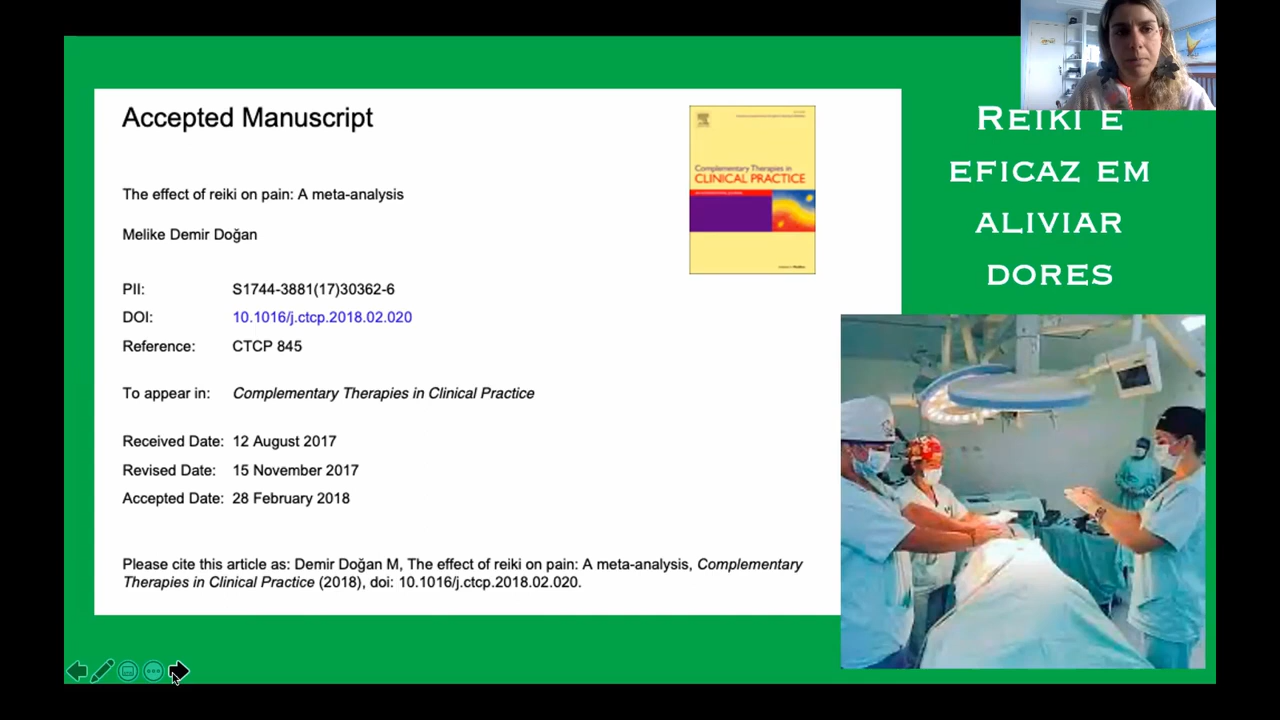 Accepted Manuscript
The effect of reiki on pain: A meta-analysis
Melike Demir Doğan
PII: S1744-3881(17)30362-6
DOI: 10.1016/j.ctcp.2018.02.020
Reference: CTCP 845
To appear in: Complementary Therapies in Clinical Practice
Received Date: 12 August 2017
Revised Date: 15 November 2017
Accepted Date: 28 February 2018
Please cite this article as: Demir Doğan M, The effect of reiki on pain: A meta-analysis, Complementary
Therapies in Clinical Practice (2018), doi: 10.1016/j.ctcp.2018.02.020.
Complementary Therapies in
CLINICAL PRACTICE
REIKI É
EFICAZ EM
ALIVIAR
DORES